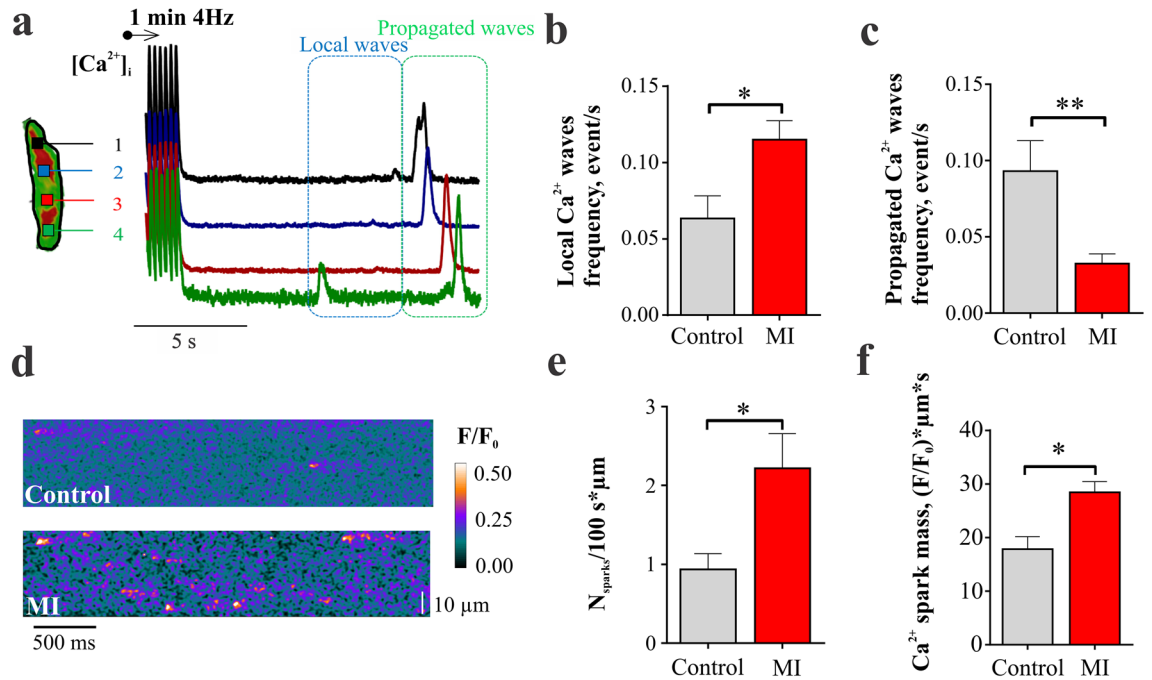 a
1 min 4Hz
[Ca²⁺]ᵢ
Local waves
Propagated waves
1
2
3
4
5 s
b
Local Ca²⁺ waves
frequency, event/s
0.15
0.10
0.05
0.00
*
Control
MI
c
Propagated Ca²⁺ waves
frequency, event/s
0.15
0.10
0.05
0.00
**
Control
MI
d
Control
MI
F/F₀
0.50
0.25
0.00
10 µm
500 ms
e
Nsparks/100 s*µm
3
2
1
0
*
Control
MI
f
Ca²⁺ spark mass, (F/F₀)*µm*s
40
30
20
10
0
*
Control
MI